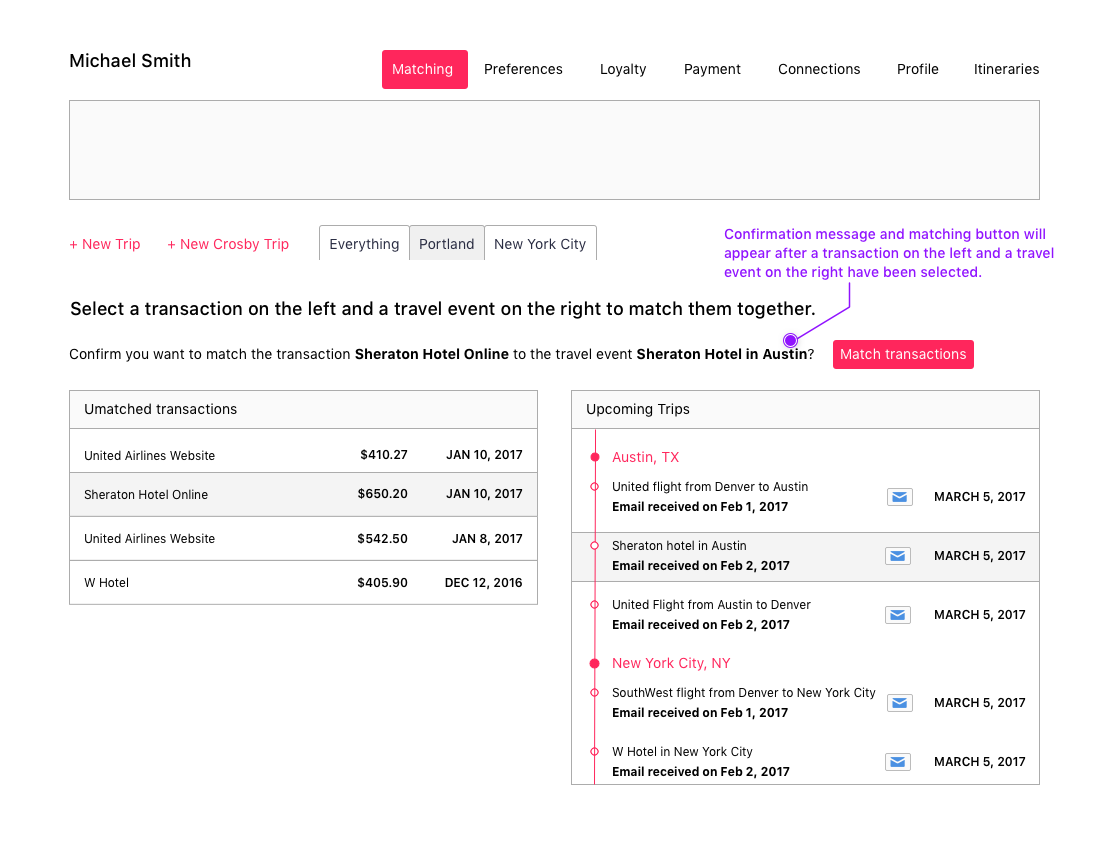 Michael Smith
Matching
Preferences
Loyalty
Payment
Connections
Profile
Itineraries
+ New Trip
+ New Crosby Trip
Everything
Portland
New York City
Confirmation message and matching button will
appear after a transaction on the left and a travel
event on the right have been selected.
Select a transaction on the left and a travel event on the right to match them together.
Confirm you want to match the transaction Sheraton Hotel Online to the travel event Sheraton Hotel in Austin?
Match transactions
Umatched transactions
United Airlines Website $410.27 JAN 10, 2017
Sheraton Hotel Online $650.20 JAN 10, 2017
United Airlines Website $542.50 JAN 8, 2017
W Hotel $405.90 DEC 12, 2016
Upcoming Trips
Austin, TX
United flight from Denver to Austin
Email received on Feb 1, 2017
MARCH 5, 2017
Sheraton hotel in Austin
Email received on Feb 2, 2017
MARCH 5, 2017
United Flight from Austin to Denver
Email received on Feb 2, 2017
MARCH 5, 2017
New York City, NY
SouthWest flight from Denver to New York City
Email received on Feb 1, 2017
MARCH 5, 2017
W Hotel in New York City
Email received on Feb 2, 2017
MARCH 5, 2017